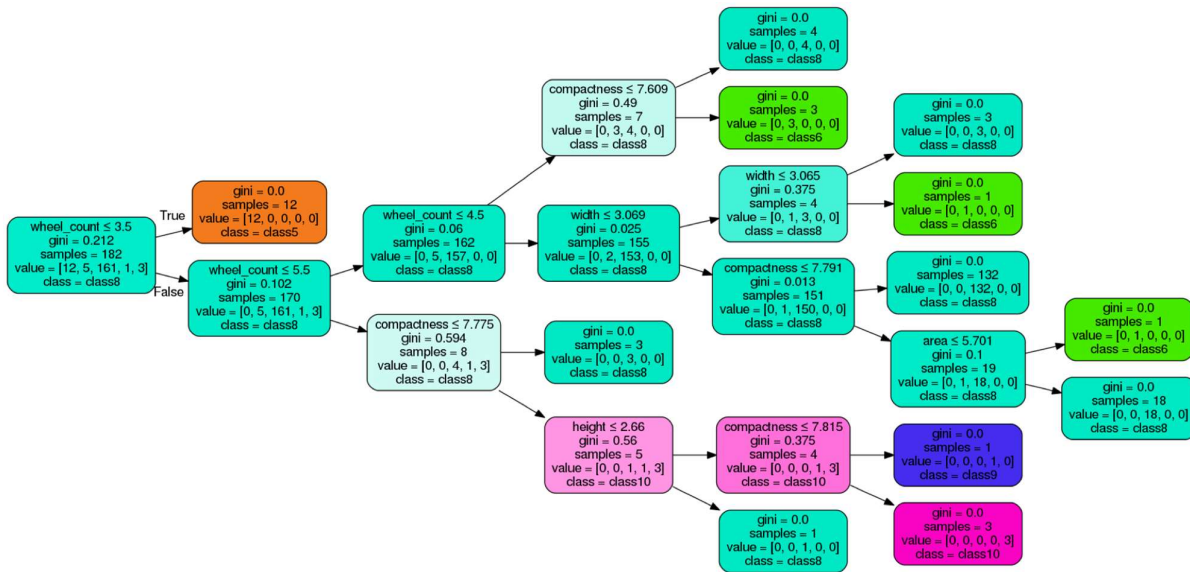 gini = 0.0
samples = 4
value = [0, 0, 4, 0, 0]
class = class8
compactness ≤ 7.609
gini = 0.49
samples = 7
value = [0, 3, 4, 0, 0]
class = class8
gini = 0.0
samples = 3
value = [0, 3, 0, 0, 0]
class = class6
gini = 0.0
samples = 3
value = [0, 0, 3, 0, 0]
class = class8
width ≤ 3.065
gini = 0.375
samples = 4
value = [0, 1, 3, 0, 0]
class = class8
gini = 0.0
samples = 1
value = [0, 1, 0, 0, 0]
class = class6
gini = 0.0
samples = 12
value = [12, 0, 0, 0, 0]
class = class5
True
wheel_count ≤ 3.5
gini = 0.212
samples = 182
value = [12, 5, 161, 1, 3]
class = class8
False
wheel_count ≤ 4.5
gini = 0.06
samples = 162
value = [0, 5, 157, 0, 0]
class = class8
width ≤ 3.069
gini = 0.025
samples = 155
value = [0, 2, 153, 0, 0]
class = class8
wheel_count ≤ 5.5
gini = 0.102
samples = 170
value = [0, 5, 161, 1, 3]
class = class8
compactness ≤ 7.791
gini = 0.013
samples = 151
value = [0, 1, 150, 0, 0]
class = class8
gini = 0.0
samples = 132
value = [0, 0, 132, 0, 0]
class = class8
gini = 0.0
samples = 1
value = [0, 1, 0, 0, 0]
class = class6
compactness ≤ 7.775
gini = 0.594
samples = 8
value = [0, 0, 4, 1, 3]
class = class8
gini = 0.0
samples = 3
value = [0, 0, 3, 0, 0]
class = class8
area ≤ 5.701
gini = 0.1
samples = 19
value = [0, 1, 18, 0, 0]
class = class8
gini = 0.0
samples = 18
value = [0, 0, 18, 0, 0]
class = class8
height ≤ 2.66
gini = 0.56
samples = 5
value = [0, 0, 1, 1, 3]
class = class10
compactness ≤ 7.815
gini = 0.375
samples = 4
value = [0, 0, 0, 1, 3]
class = class10
gini = 0.0
samples = 1
value = [0, 0, 0, 1, 0]
class = class9
gini = 0.0
samples = 1
value = [0, 0, 1, 0, 0]
class = class8
gini = 0.0
samples = 3
value = [0, 0, 0, 0, 3]
class = class10